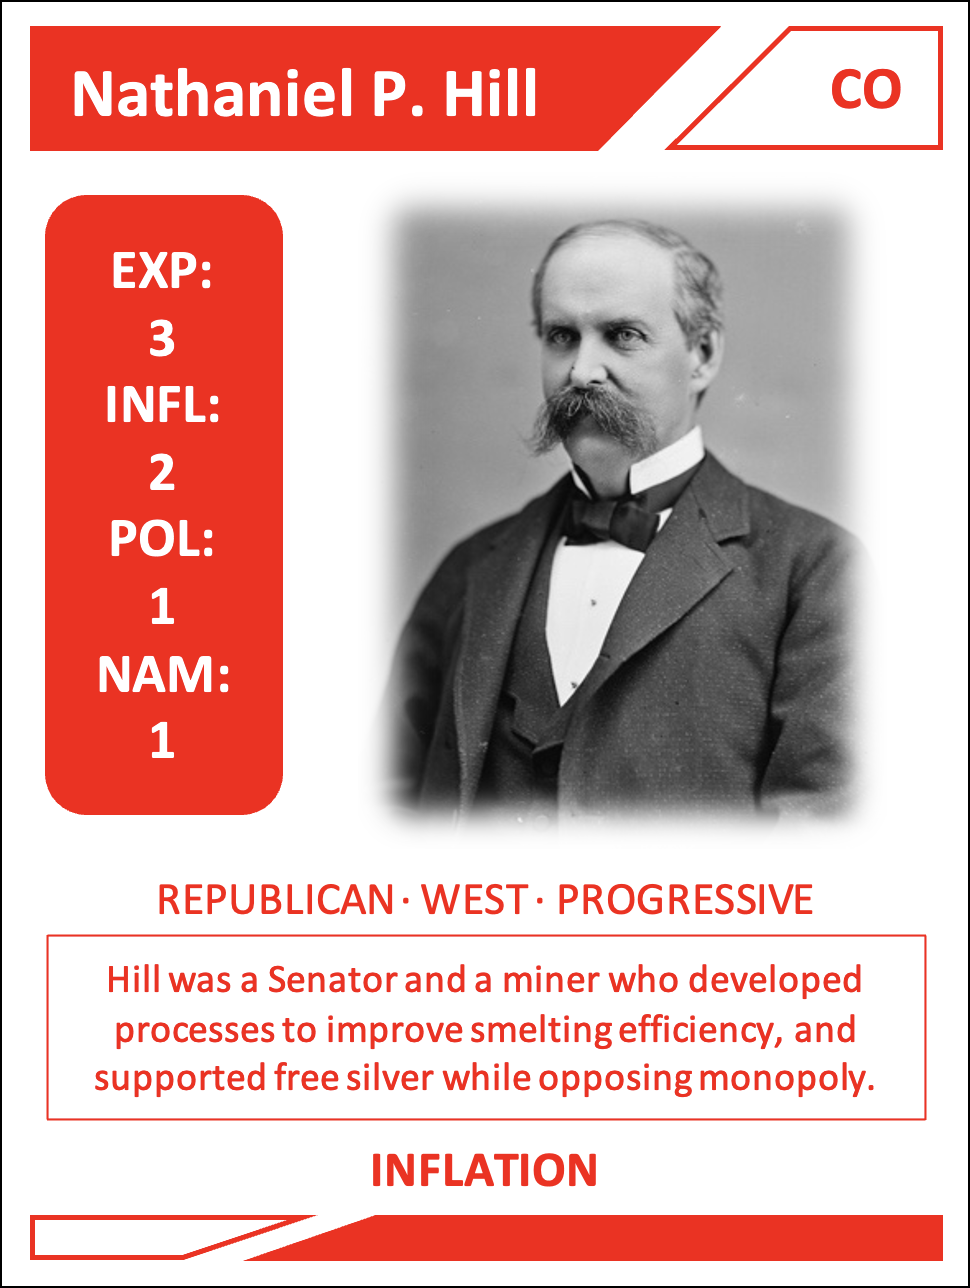 Nathaniel P. Hill
CO
EXP:
3
INFL:
2
POL:
1
NAM:
1
REPUBLICAN · WEST · PROGRESSIVE
Hill was a Senator and a miner who developed
processes to improve smelting efficiency, and
supported free silver while opposing monopoly.
INFLATION